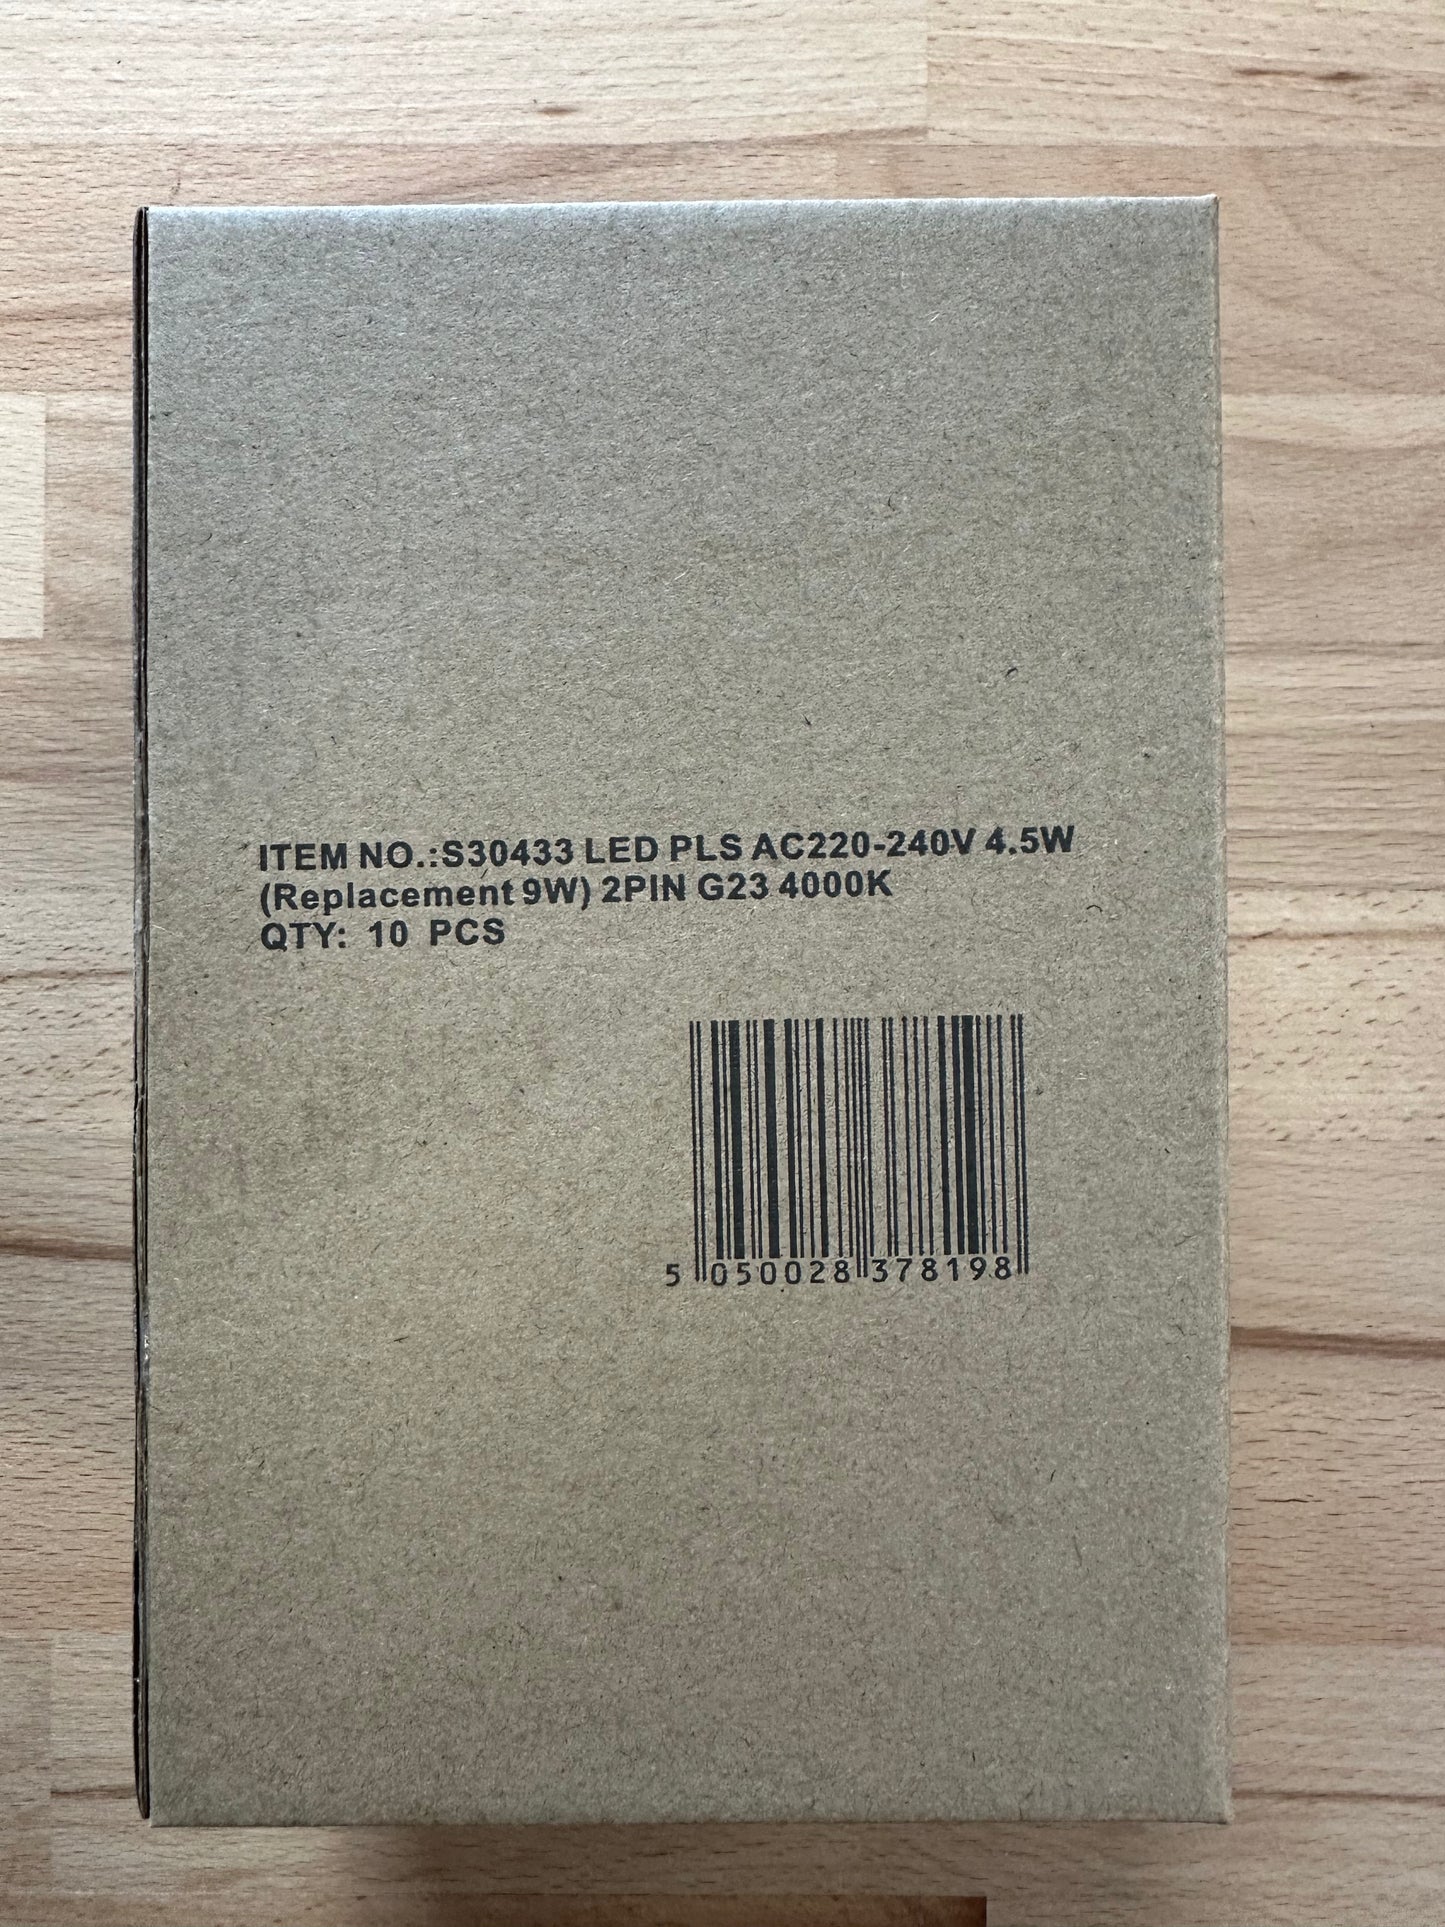 ITEM NO.:S30433 LED PLS AC220-240V 4.5W
(Replacement 9W) 2PIN G23 4000K
QTY: 10 PCS
5 050028 378198